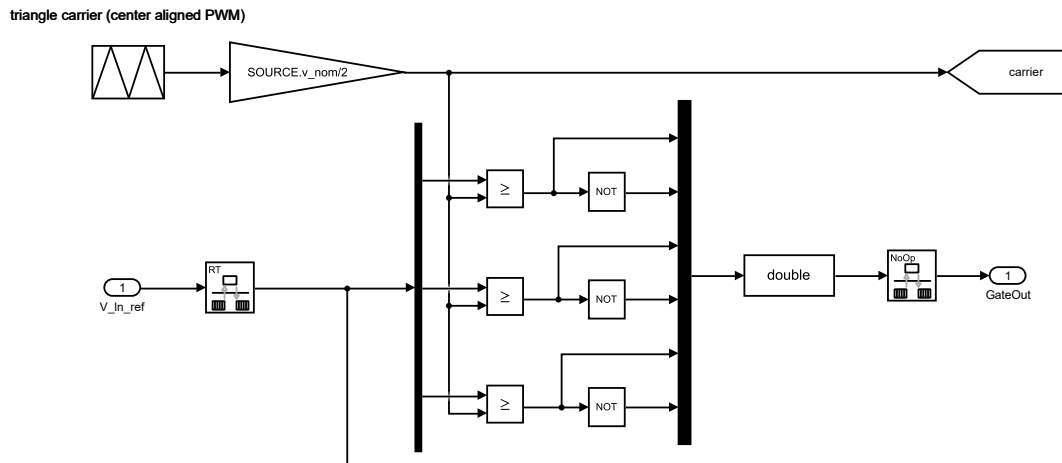 triangle carrier (center aligned PWM)
SOURCE.v_nom/2
carrier
≥
NOT
RT
1
V_ln_ref
≥
NOT
double
NoOp
1
GateOut
≥
NOT